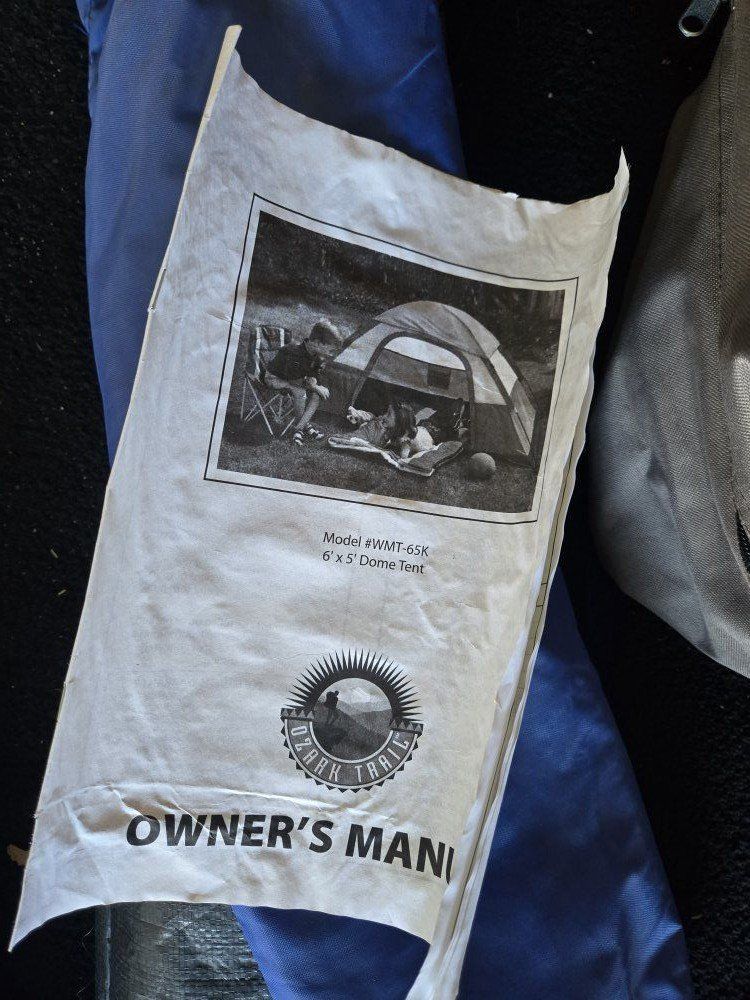 Model #WMT-65K
6' x 5' Dome Tent
OZARK TRAIL
OWNER'S MANU